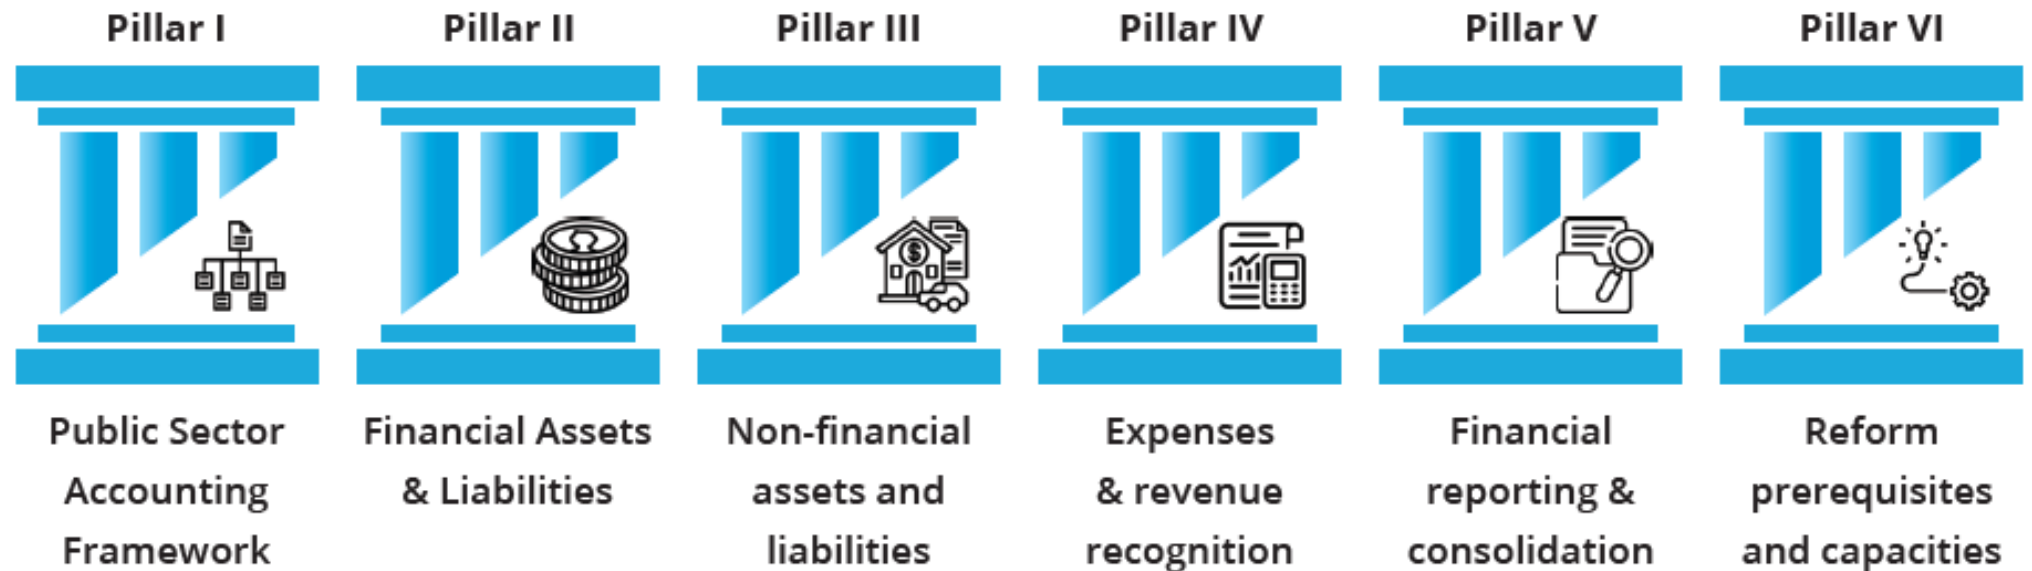 Pillar I
Pillar II
Pillar III
Pillar IV
Pillar V
Pillar VI
Public Sector
Accounting
Framework
Financial Assets
& Liabilities
Non-financial
assets and
liabilities
Expenses
& revenue
recognition
Financial
reporting &
consolidation
Reform
prerequisites
and capacities